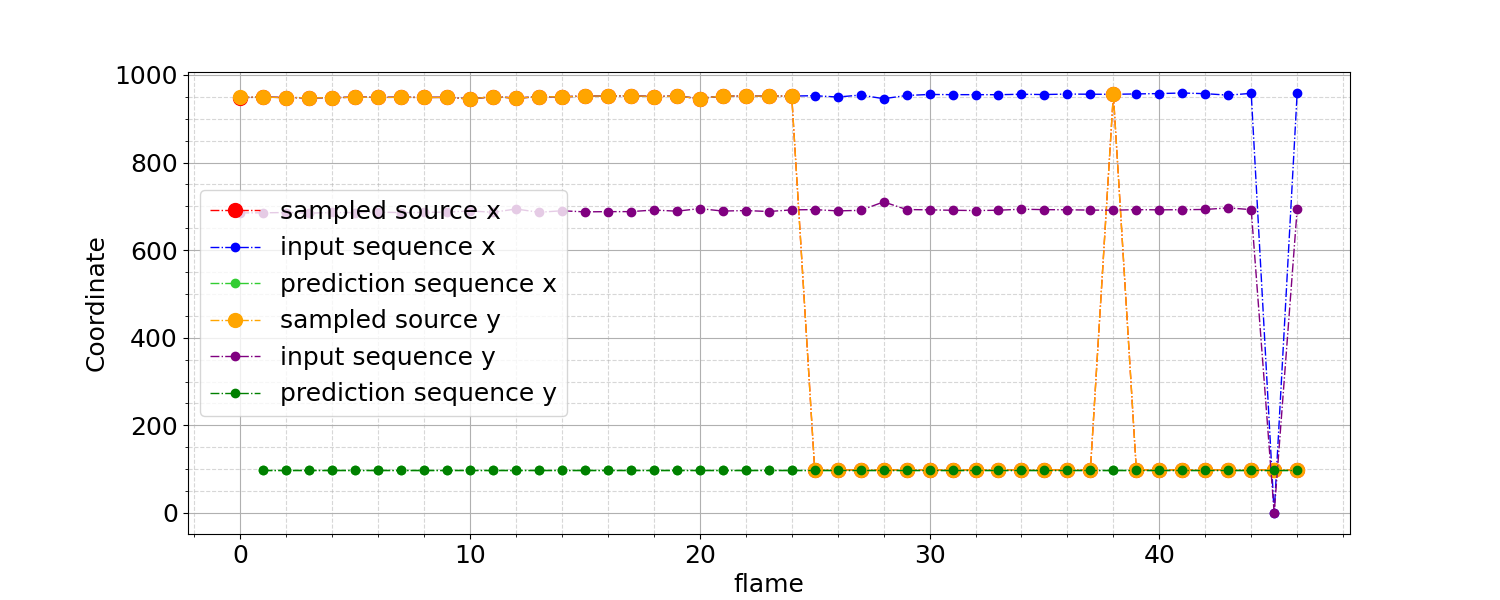 1000
800
600
400
200
0
Coordinate
sampled source x
input sequence x
prediction sequence x
sampled source y
input sequence y
prediction sequence y
0 10 20 30 40
flame